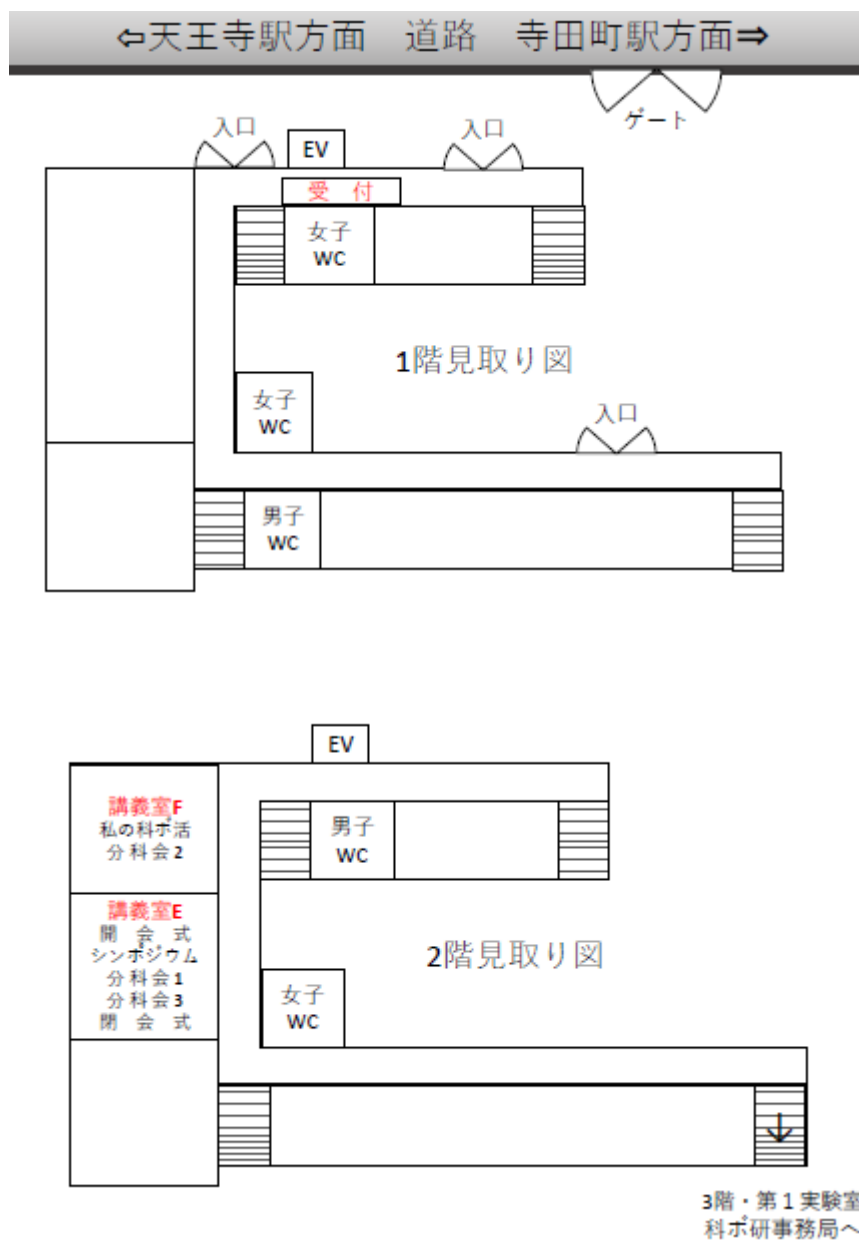 ⇦天王寺駅方面　道路　寺田町駅方面⇒
ゲート
入口
EV
入口
受　付
女子
WC
1階見取り図
女子
WC
入口
男子
WC
EV
講義室F
私の科ポ活
分科会2
男子
WC
講義室E
開　会　式
シンポジウム
分科会1
分科会3
閉　会　式
2階見取り図
女子
WC
↓
3階・第1実験室
科ポ研事務局へ